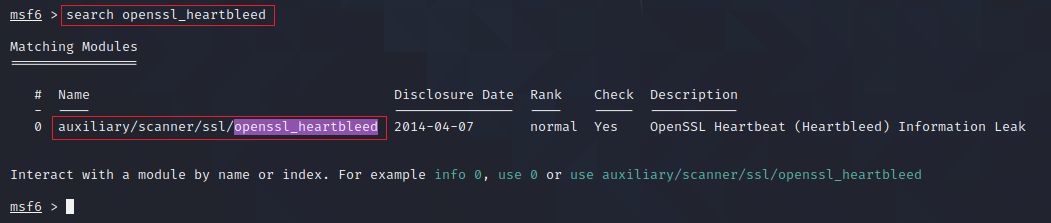 msf6 > search openssl_heartbleed
Matching Modules
================
# Name Disclosure Date Rank Check Description
- ---- --------------- ---- ----- -----------
0 auxiliary/scanner/ssl/openssl_heartbleed 2014-04-07 normal Yes OpenSSL Heartbeat (Heartbleed) Information Leak
Interact with a module by name or index. For example info 0, use 0 or use auxiliary/scanner/ssl/openssl_heartbleed
msf6 >